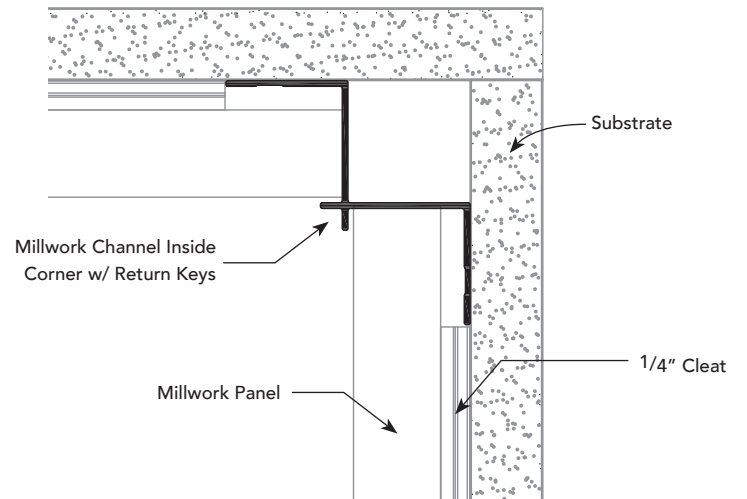 Substrate
Millwork Channel Inside
Corner w/ Return Keys
1/4” Cleat
Millwork Panel